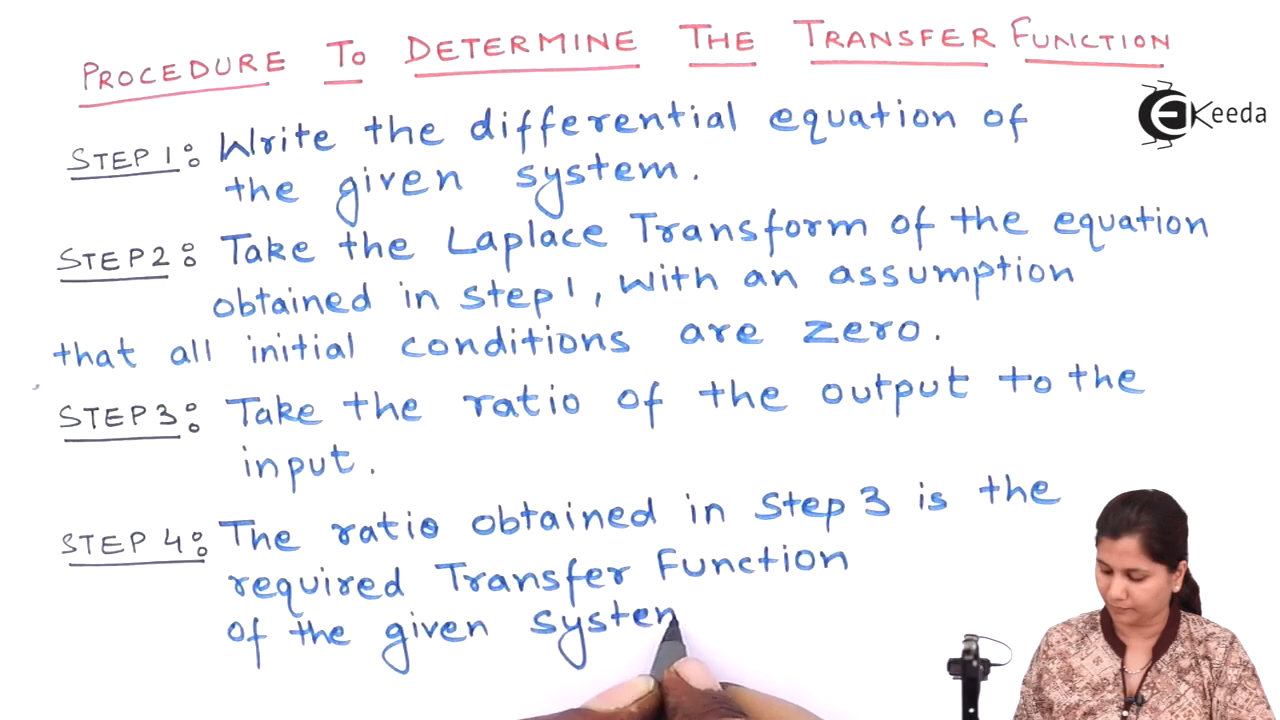 PROCEDURE TO DETERMINE THE TRANSFER FUNCTION
Keeda
STEP 1: Write the differential equation of
the given system.
STEP 2: Take the Laplace Transform of the equation
obtained in step 1, with an assumption
that all initial conditions are zero.
STEP 3: Take the ratio of the output to the
input.
STEP 4: The ratio obtained in Step 3 is the
required Transfer Function
of the given system